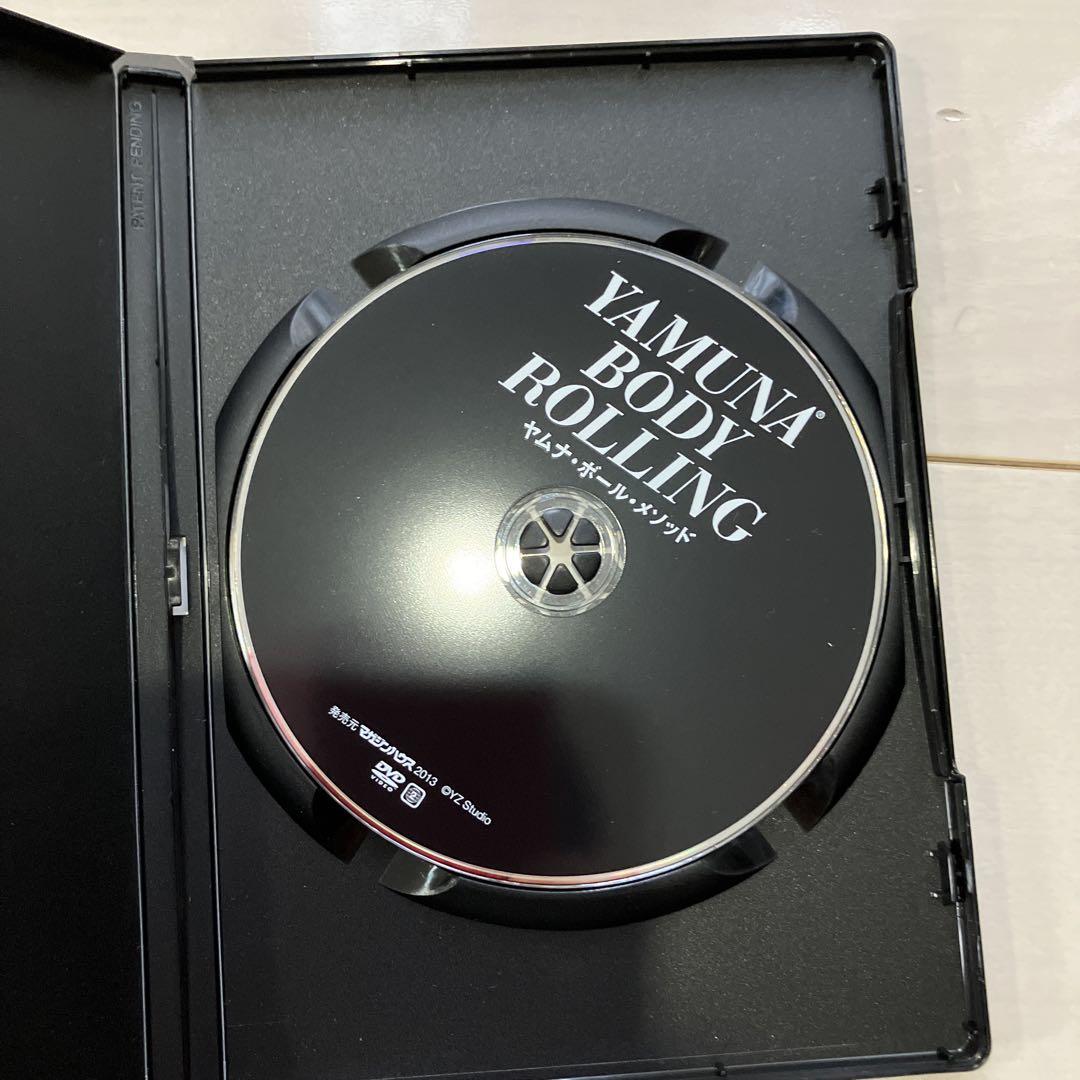 PATENT PENDING
YAMUNA®
BODY
ROLLING
ヤムナ・ボール・メソッド
発売元 マガジンハウス 2013 ©YZ Studio
DVD
VIDEO
2